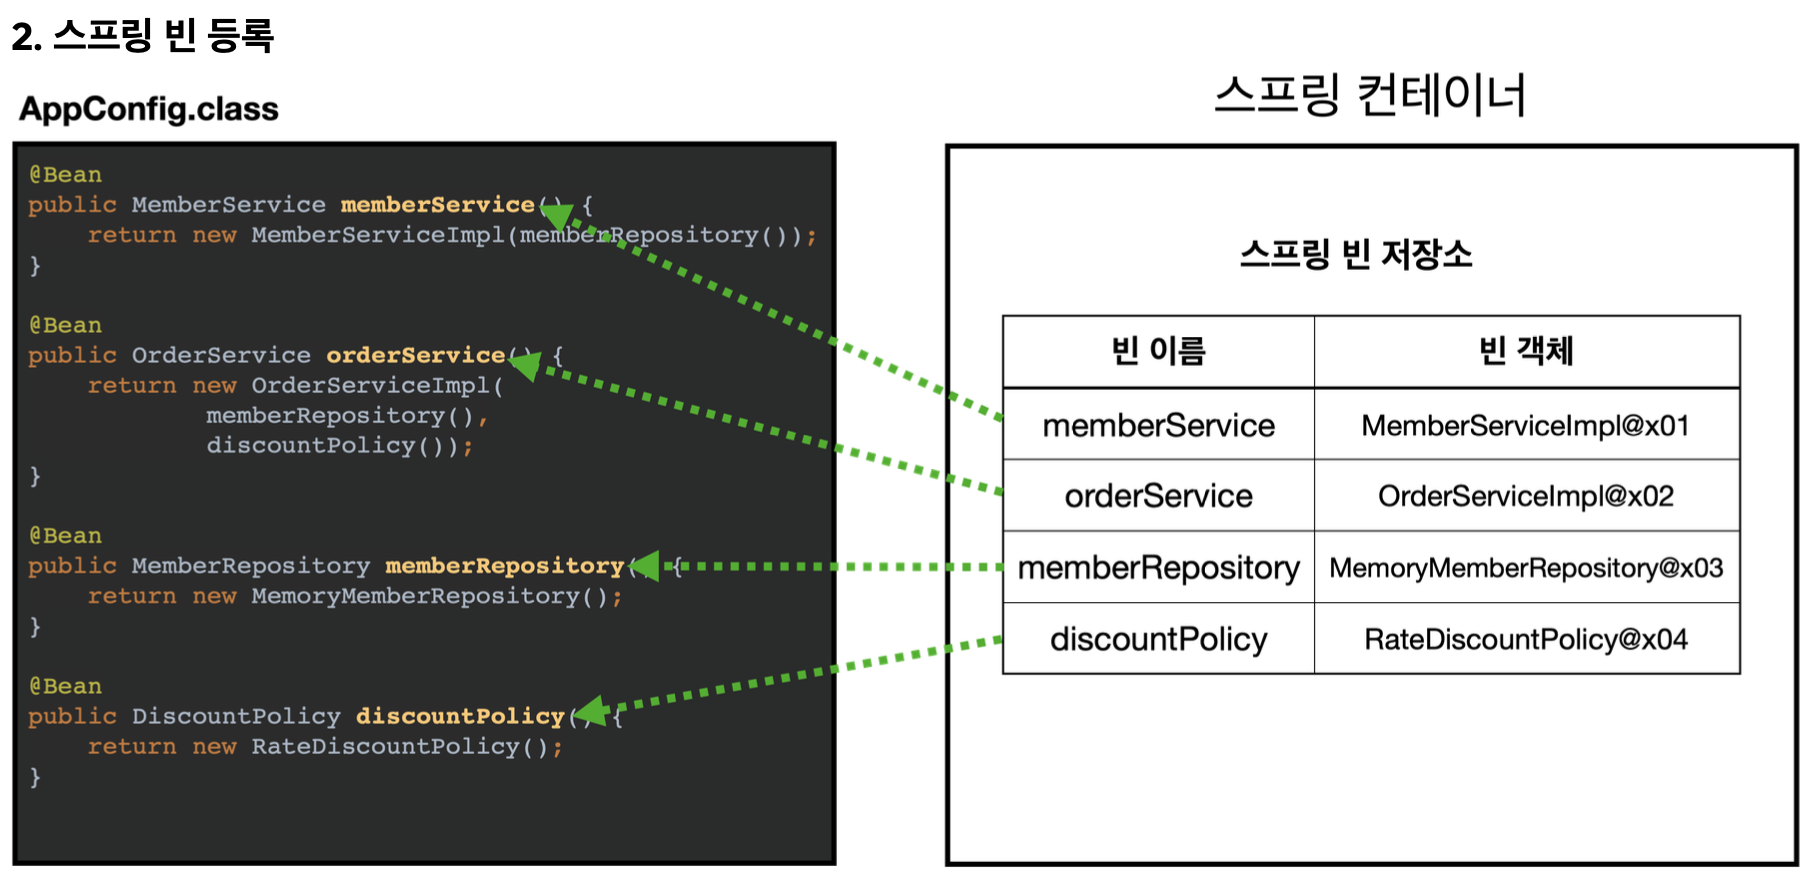 2. 스프링 빈 등록
AppConfig.class
@Bean
public MemberService memberService() {
    return new MemberServiceImpl(memberRepository());
}
@Bean
public OrderService orderService() {
    return new OrderServiceImpl(
            memberRepository(),
            discountPolicy());
}
@Bean
public MemberRepository memberRepository() {
    return new MemoryMemberRepository();
}
@Bean
public DiscountPolicy discountPolicy() {
    return new RateDiscountPolicy();
}
스프링 컨테이너
스프링 빈 저장소
빈 이름 빈 객체
memberService MemberServiceImpl@x01
orderService OrderServiceImpl@x02
memberRepository MemoryMemberRepository@x03
discountPolicy RateDiscountPolicy@x04